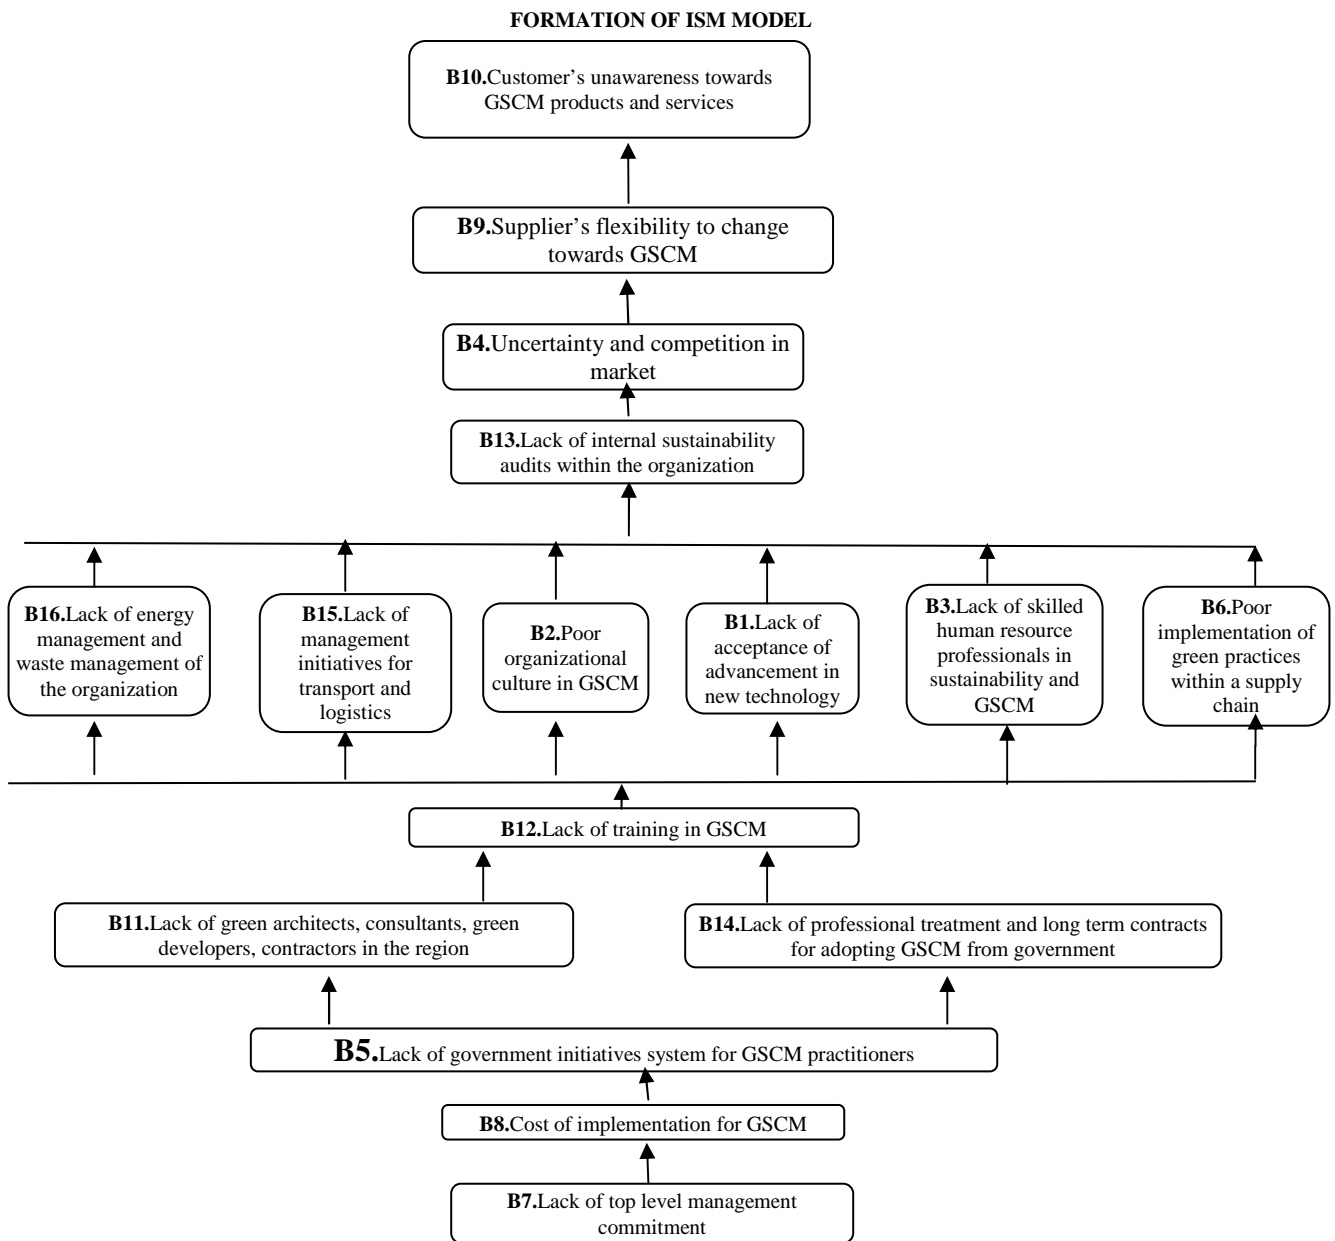 FORMATION OF ISM MODEL
B10.Customer’s unawareness towards
GSCM products and services
B9.Supplier’s flexibility to change
towards GSCM
B4.Uncertainty and competition in
market
B13.Lack of internal sustainability
audits within the organization
B16.Lack of energy
management and
waste management of
the organization
B15.Lack of
management
initiatives for
transport and
logistics
B2.Poor
organizational
culture in GSCM
B1.Lack of
acceptance of
advancement in
new technology
B3.Lack of skilled
human resource
professionals in
sustainability and
GSCM
B6.Poor
implementation of
green practices
within a supply
chain
B12.Lack of training in GSCM
B11.Lack of green architects, consultants, green
developers, contractors in the region
B14.Lack of professional treatment and long term contracts
for adopting GSCM from government
B5.Lack of government initiatives system for GSCM practitioners
B8.Cost of implementation for GSCM
B7.Lack of top level management
commitment